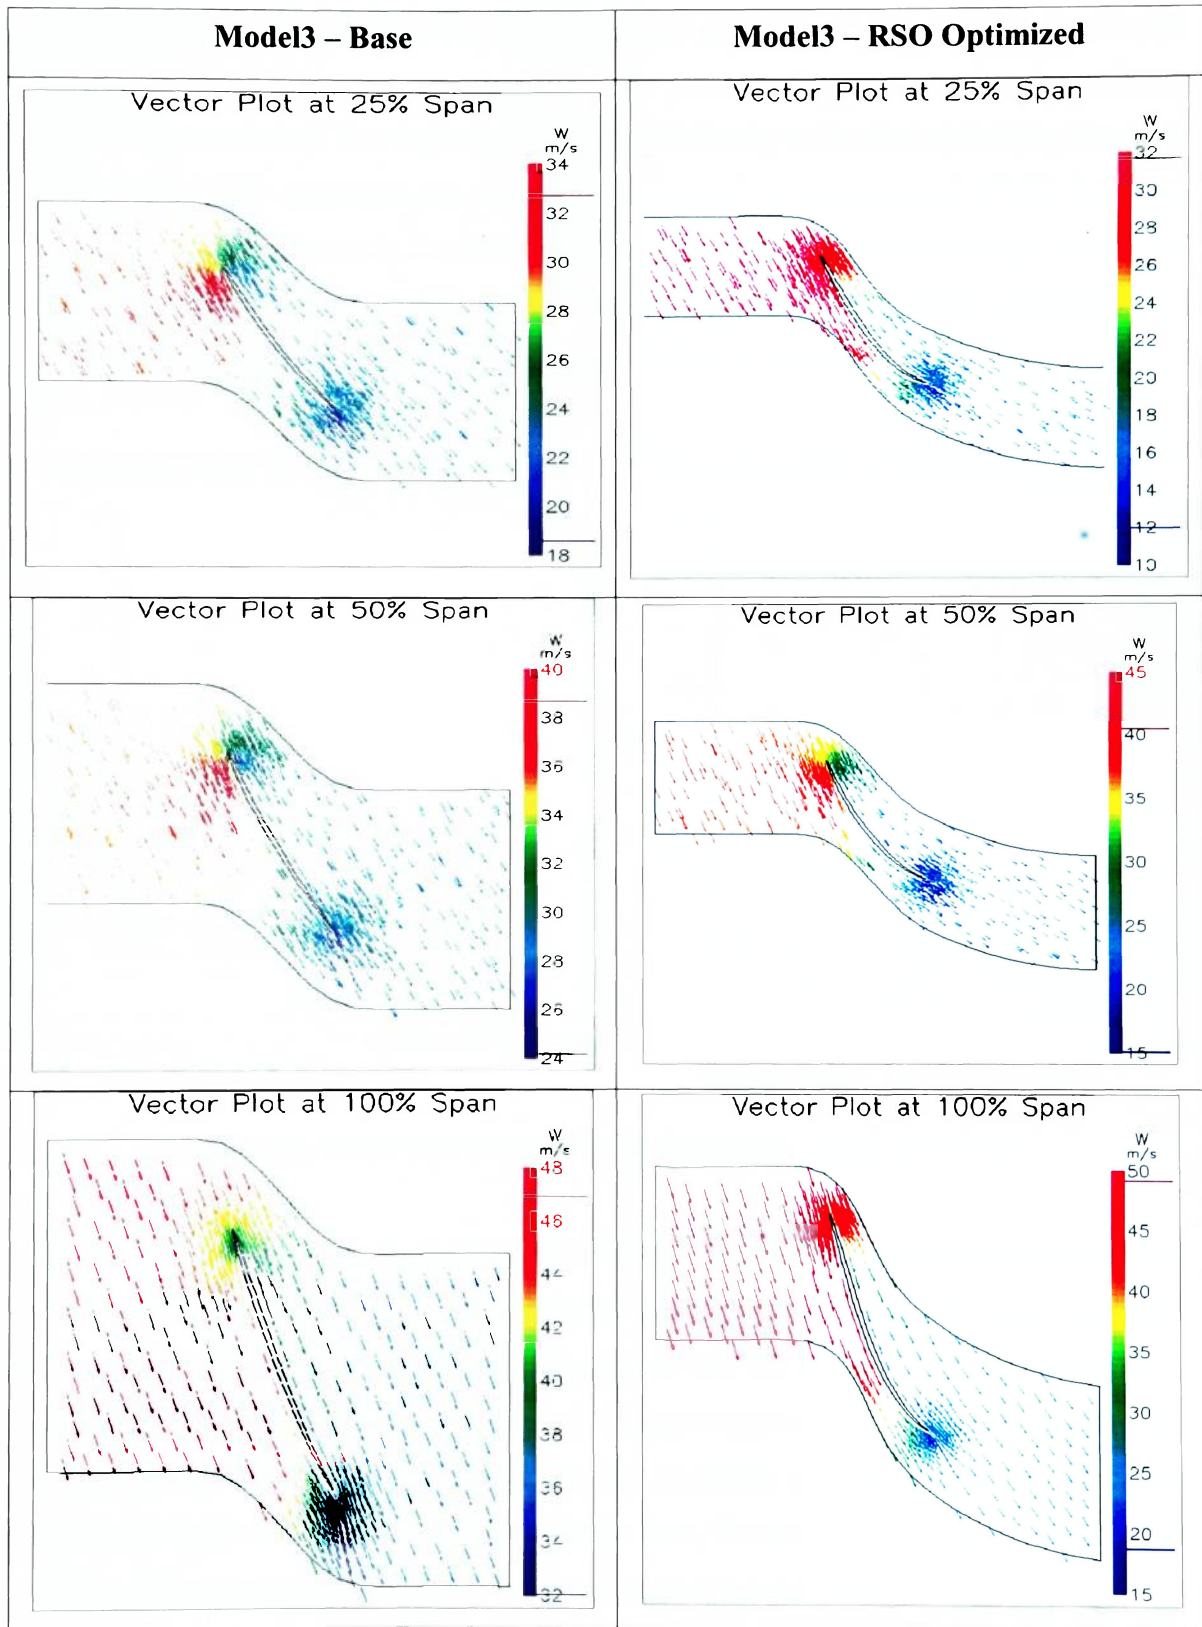 Model3 – Base
Model3 – RSO Optimized
Vector Plot at 25% Span
W
m/s
34
32
30
28
26
24
22
20
18
Vector Plot at 25% Span
W
m/s
32
30
28
26
24
22
20
18
16
14
12
10
Vector Plot at 50% Span
W
m/s
40
38
36
34
32
30
28
26
24
Vector Plot at 50% Span
W
m/s
45
40
35
30
25
20
15
Vector Plot at 100% Span
W
m/s
48
46
44
42
40
38
36
34
32
Vector Plot at 100% Span
W
m/s
50
45
40
35
30
25
20
15